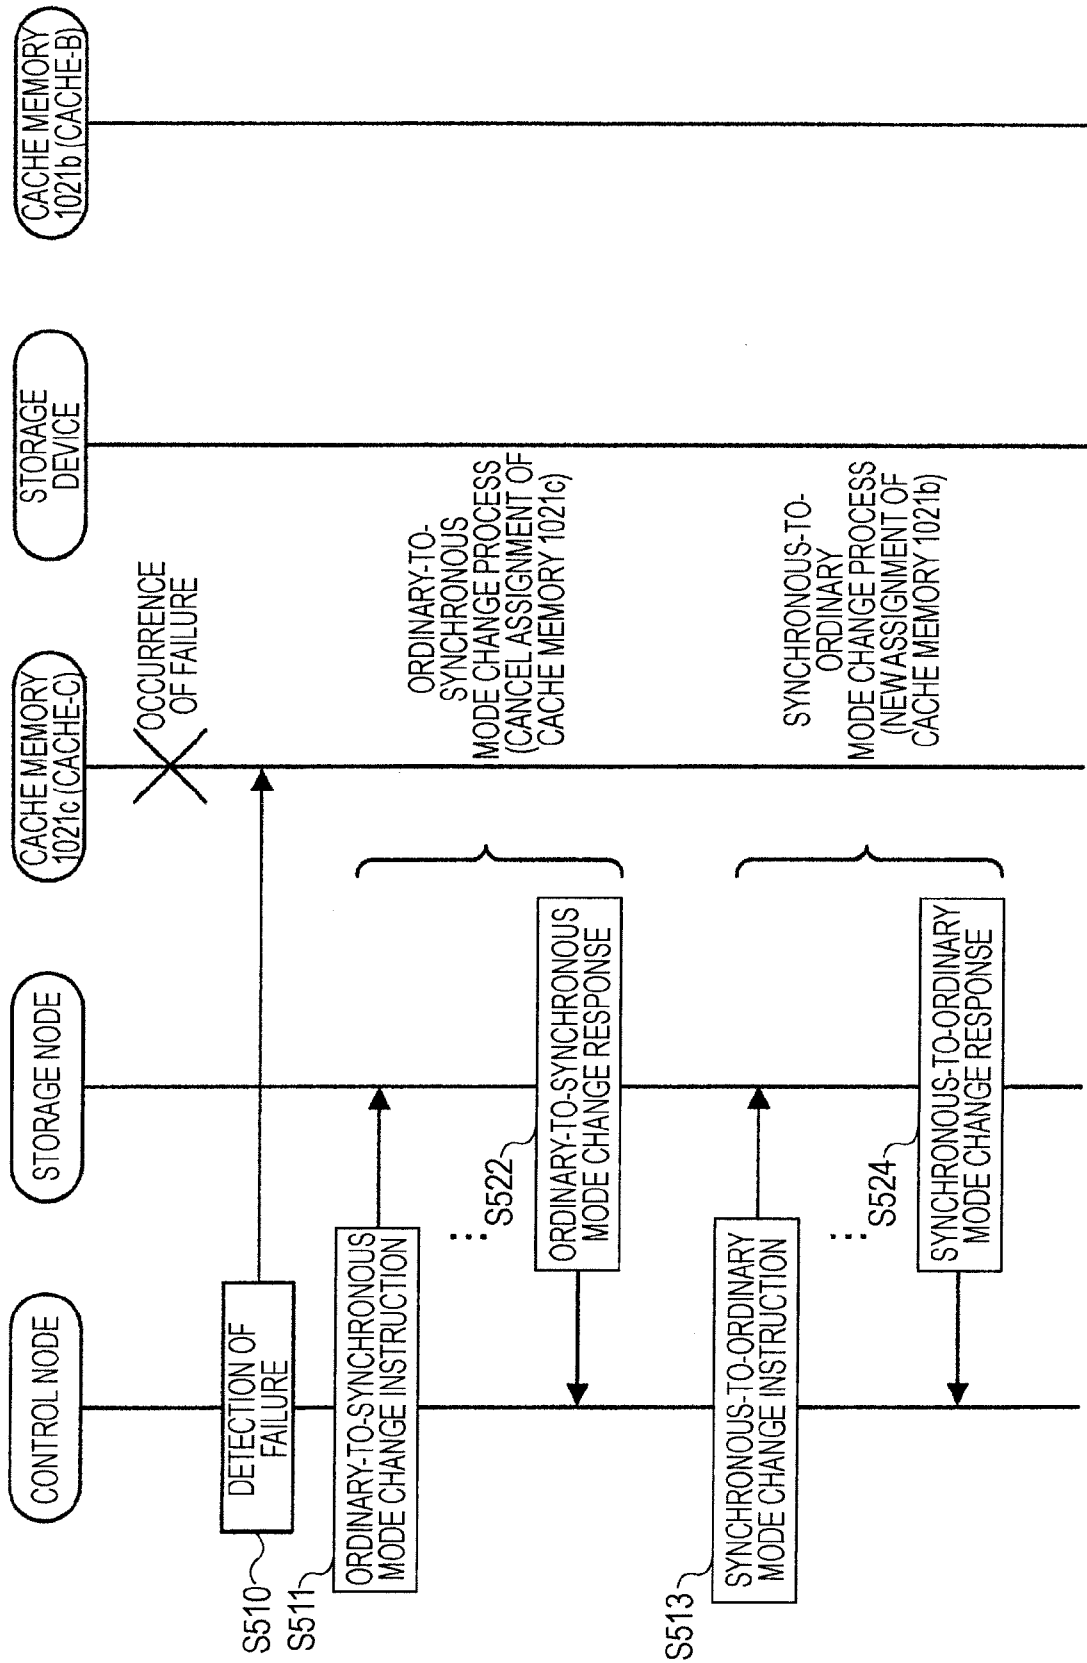 CONTROL NODE
STORAGE NODE
CACHE MEMORY
1021c (CACHE-C)
STORAGE
DEVICE
CACHE MEMORY
1021b (CACHE-B)
OCCURRENCE
OF FAILURE
S510
DETECTION OF
FAILURE
S511
ORDINARY-TO-SYNCHRONOUS
MODE CHANGE INSTRUCTION
ORDINARY-TO-
SYNCHRONOUS
MODE CHANGE PROCESS
(CANCEL ASSIGNMENT OF
CACHE MEMORY 1021c)
...
S522
ORDINARY-TO-SYNCHRONOUS
MODE CHANGE RESPONSE
S513
SYNCHRONOUS-TO-ORDINARY
MODE CHANGE INSTRUCTION
SYNCHRONOUS-TO-
ORDINARY
MODE CHANGE PROCESS
(NEW ASSIGNMENT OF
CACHE MEMORY 1021b)
...
S524
SYNCHRONOUS-TO-ORDINARY
MODE CHANGE RESPONSE